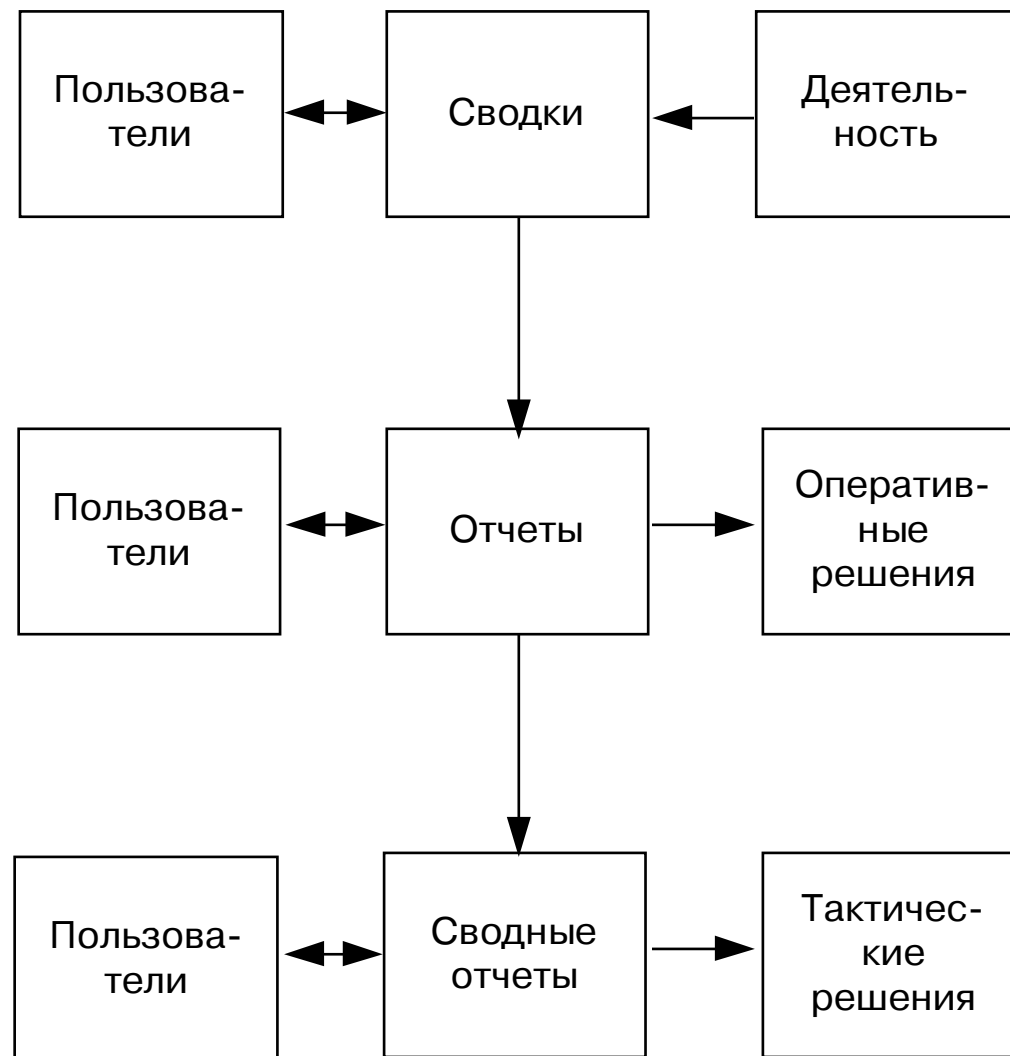 Пользова-
тели
Сводки
Деятель-
ность
Пользова-
тели
Отчеты
Оператив-
ные
решения
Пользова-
тели
Сводные
отчеты
Тактичес-
кие
решения